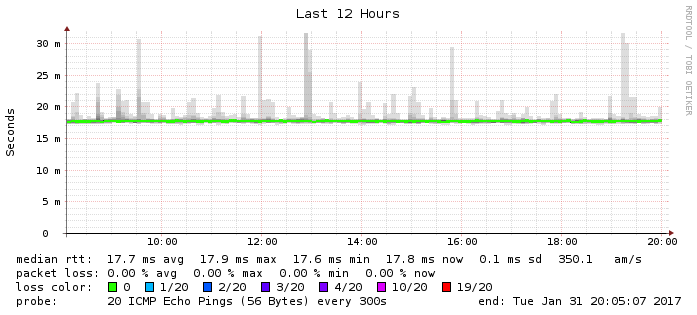 Last 12 Hours
RRDTOOL / TOBI OETIKER
Seconds
30 m
25 m
20 m
15 m
10 m
5 m
0
10:00 12:00 14:00 16:00 18:00 20:00
median rtt: 17.7 ms avg 17.9 ms max 17.6 ms min 17.8 ms now 0.1 ms sd 350.1 am/s
packet loss: 0.00 % avg 0.00 % max 0.00 % min 0.00 % now
loss color: 0 1/20 2/20 3/20 4/20 10/20 19/20
probe: 20 ICMP Echo Pings (56 Bytes) every 300s end: Tue Jan 31 20:05:07 2017